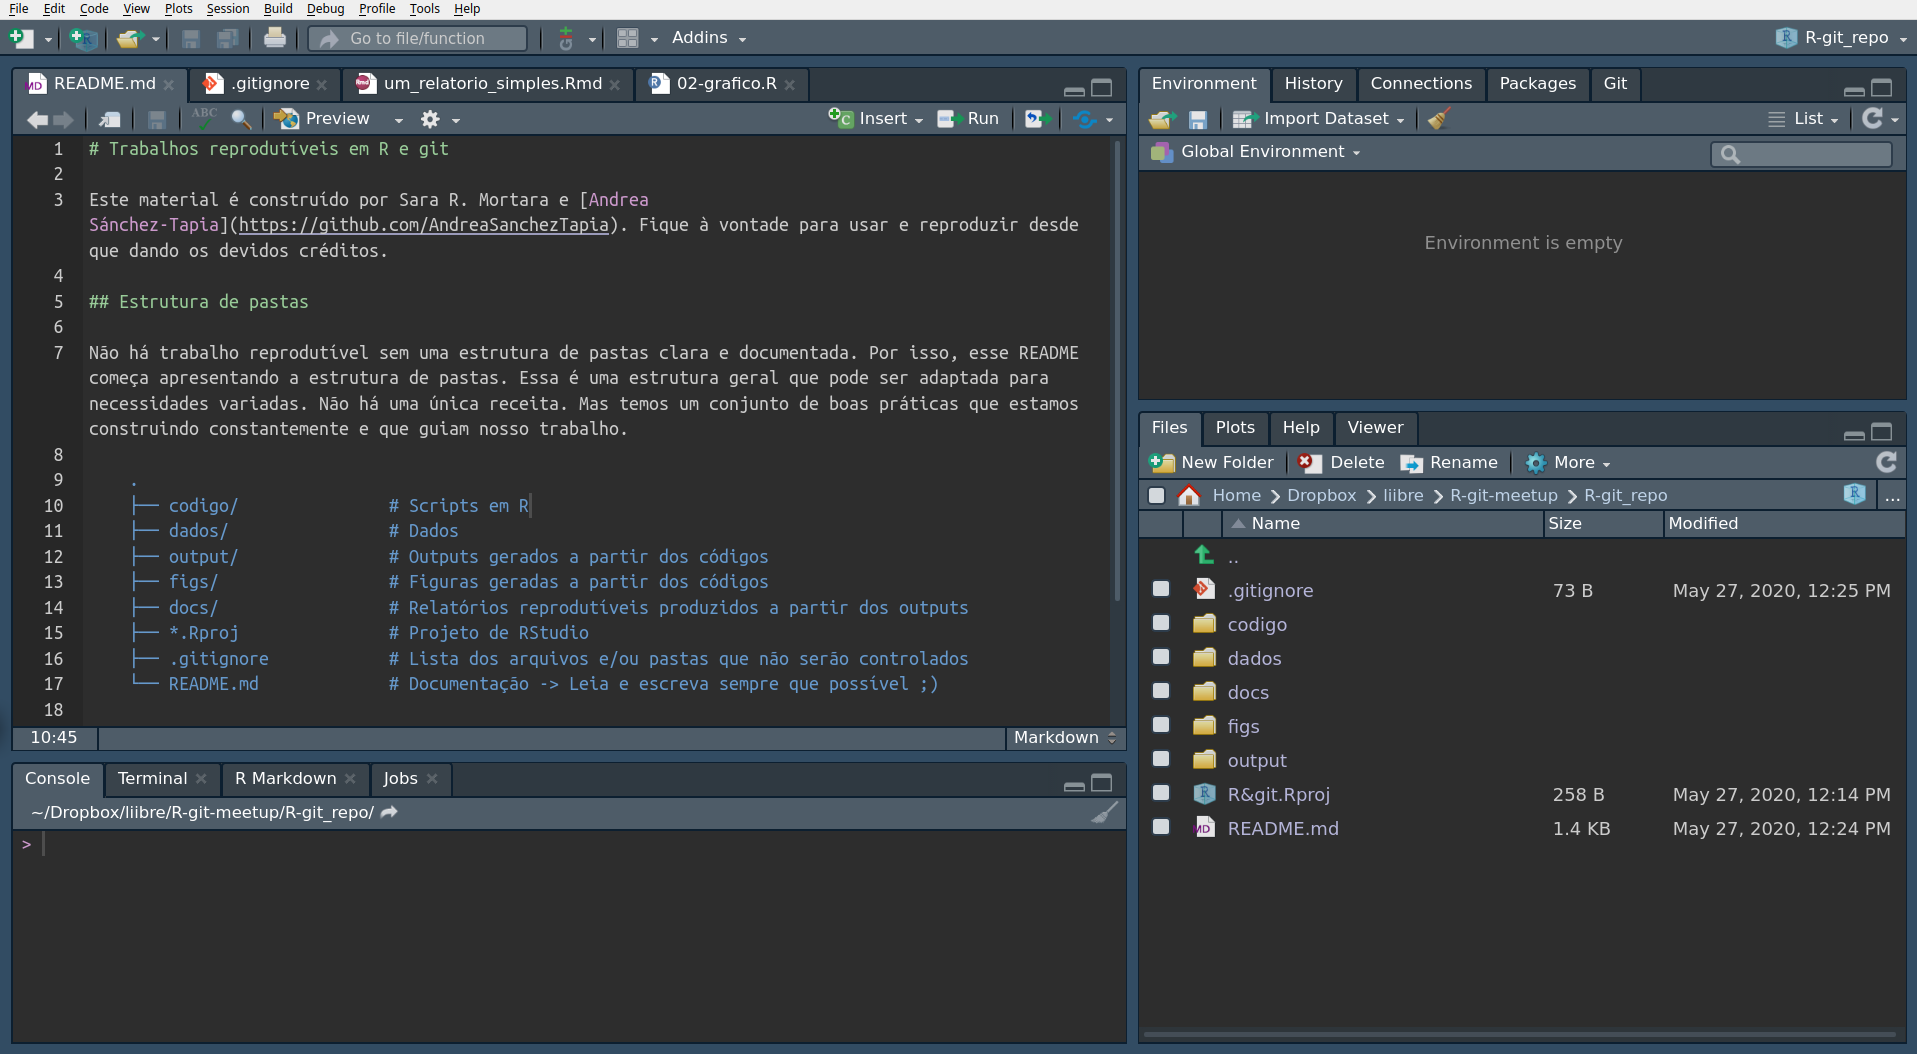 File Edit Code View Plots Session Build Debug Profile Tools Help
Go to file/function Addins R-git_repo
README.md .gitignore um_relatorio_simples.Rmd 02-grafico.R
ABC Preview Insert Run
1 # Trabalhos reprodutíveis em R e git
2
3 Este material é construído por Sara R. Mortara e [Andrea
Sánchez-Tapia](https://github.com/AndreaSanchezTapia). Fique à vontade para usar e reproduzir desde
que dando os devidos créditos.
4
5 ## Estrutura de pastas
6
7 Não há trabalho reprodutível sem uma estrutura de pastas clara e documentada. Por isso, esse README
começa apresentando a estrutura de pastas. Essa é uma estrutura geral que pode ser adaptada para
necessidades variadas. Não há uma única receita. Mas temos um conjunto de boas práticas que estamos
construindo constantemente e que guiam nosso trabalho.
8
9 .
10 ├── codigo/ # Scripts em R
11 ├── dados/ # Dados
12 ├── output/ # Outputs gerados a partir dos códigos
13 ├── figs/ # Figuras geradas a partir dos códigos
14 ├── docs/ # Relatórios reprodutíveis produzidos a partir dos outputs
15 ├── *.Rproj # Projeto de RStudio
16 ├── .gitignore # Lista dos arquivos e/ou pastas que não serão controlados
17 └── README.md # Documentação -> Leia e escreva sempre que possível ;)
18
10:45 Markdown
Console Terminal R Markdown Jobs
~/Dropbox/liibre/R-git-meetup/R-git_repo/
>
Environment History Connections Packages Git
Import Dataset List
Global Environment
Environment is empty
Files Plots Help Viewer
New Folder Delete Rename More
Home Dropbox liibre R-git-meetup R-git_repo ...
Name Size Modified
..
.gitignore 73 B May 27, 2020, 12:25 PM
codigo
dados
docs
figs
output
R&git.Rproj 258 B May 27, 2020, 12:14 PM
README.md 1.4 KB May 27, 2020, 12:24 PM